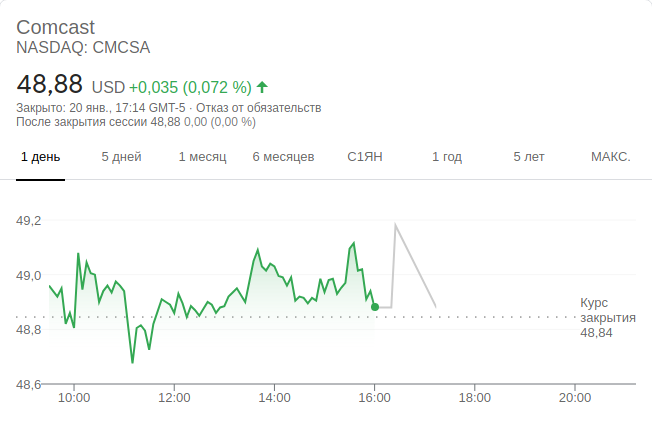 Comcast
NASDAQ: CMCSA
48,88 USD +0,035 (0,072 %)
Закрыто: 20 янв., 17:14 GMT-5 · Отказ от обязательств
После закрытия сессии 48,88 0,00 (0,00 %)
1 день 5 дней 1 месяц 6 месяцев С1ЯН 1 год 5 лет МАКС.
49,2
49,0
48,8
48,6
Курс
закрытия
48,84
10:00 12:00 14:00 16:00 18:00 20:00